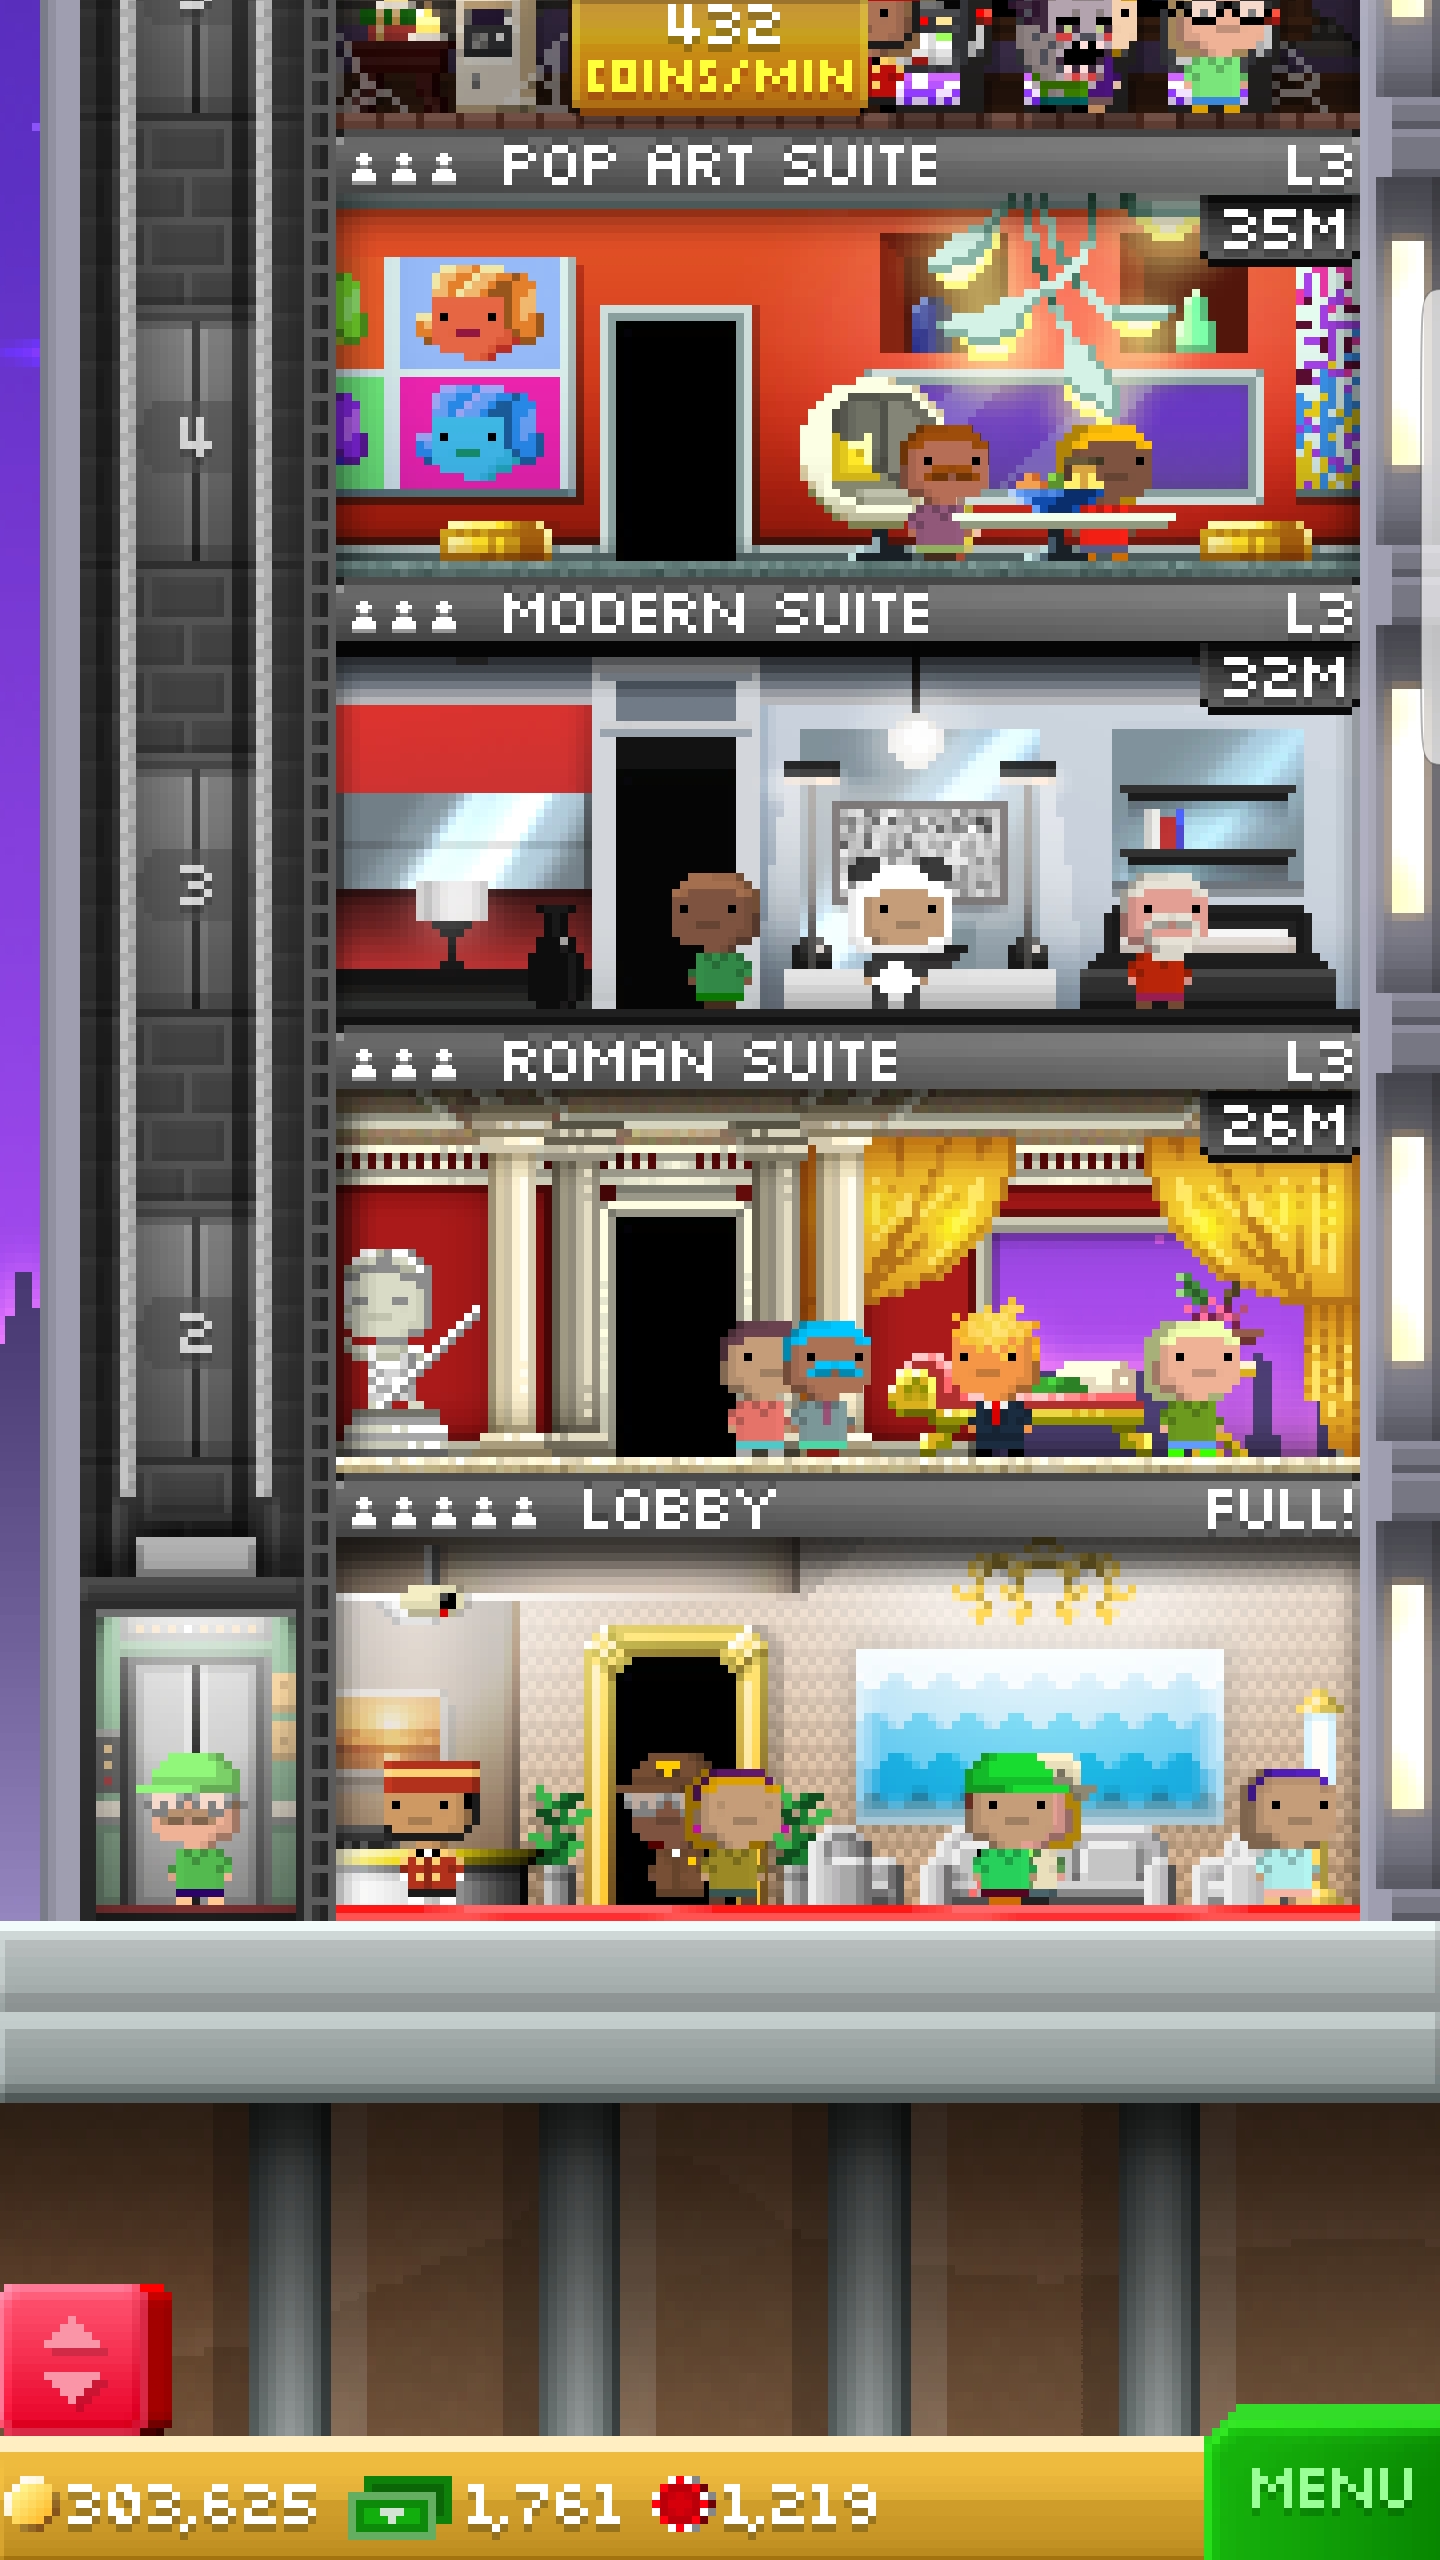 432
COINS/MIN
POP ART SUITE L3
35M
4
MODERN SUITE L3
32M
3
ROMAN SUITE L3
26M
2
LOBBY FULL!
303,625 1,761 1,219
MENU